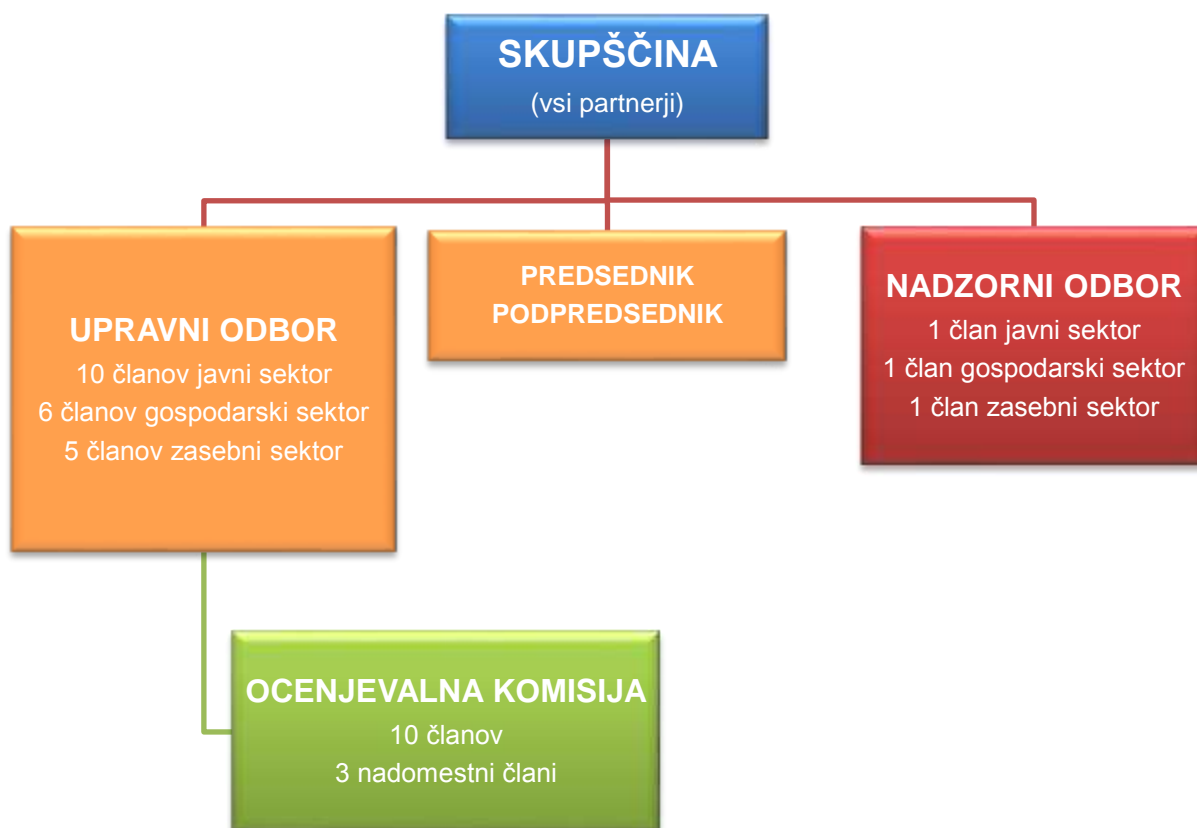 SKUPŠČINA
(vsi partnerji)
UPRAVNI ODBOR
10 članov javni sektor
6 članov gospodarski sektor
5 članov zasebni sektor
PREDSEDNIK
PODPREDSEDNIK
NADZORNI ODBOR
1 član javni sektor
1 član gospodarski sektor
1 član zasebni sektor
OCENJEVALNA KOMISIJA
10 članov
3 nadomestni člani